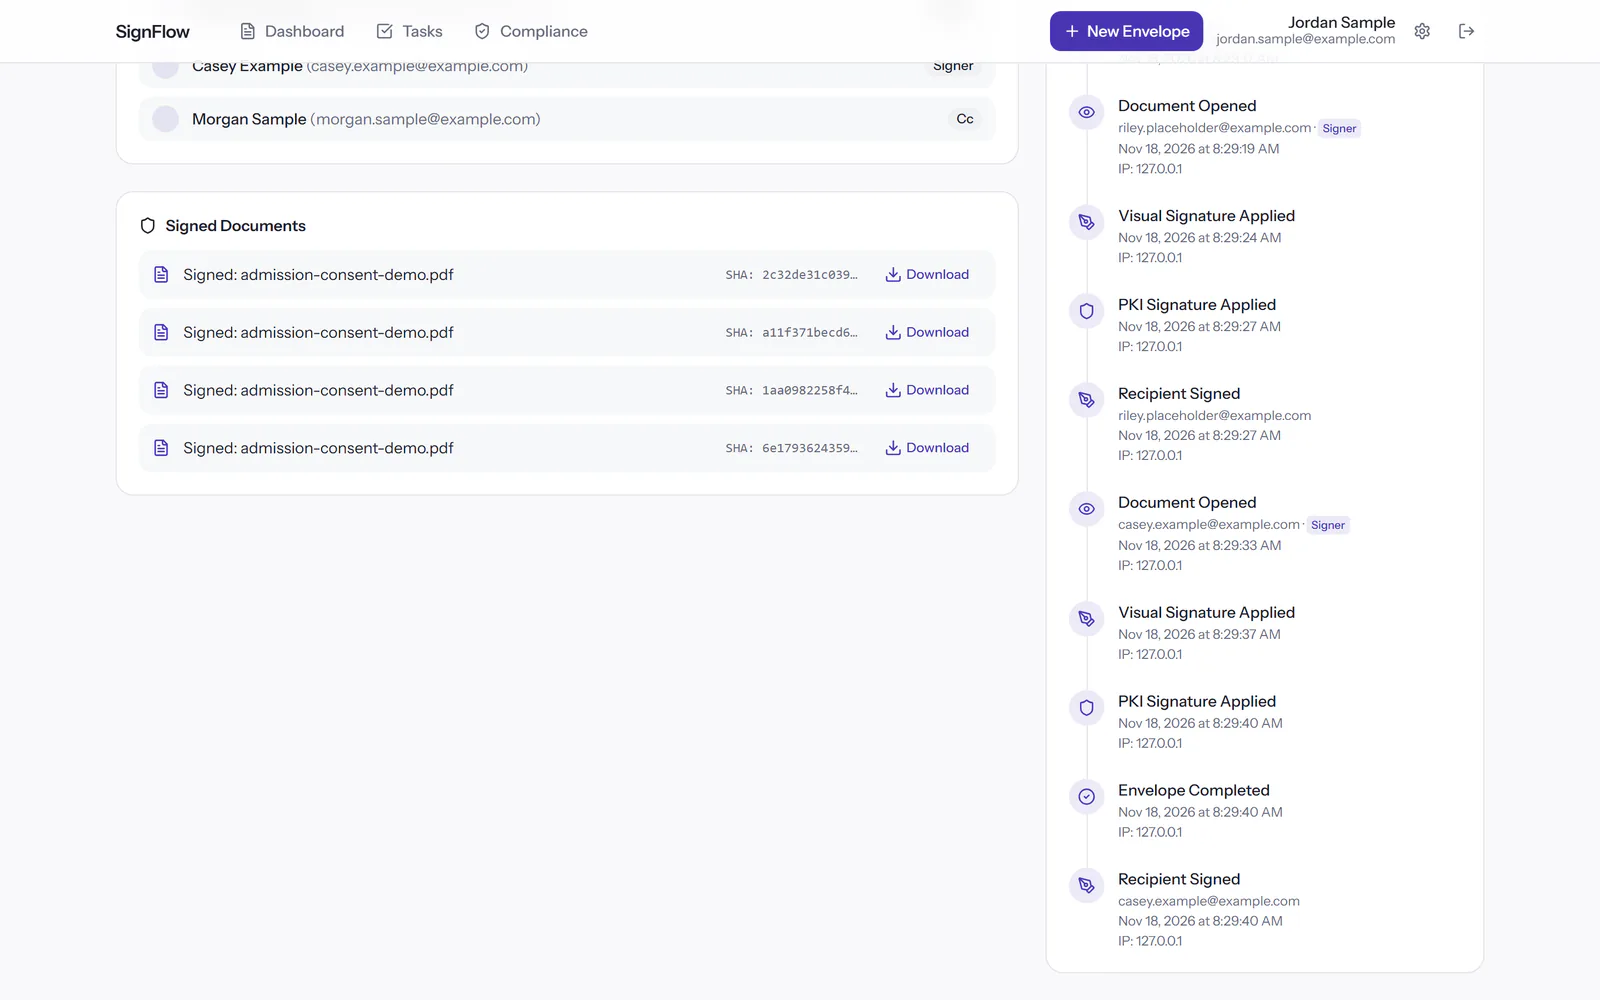 SignFlow
Dashboard
Tasks
Compliance
New Envelope
Jordan Sample
jordan.sample@example.com
Casey Example (casey.example@example.com)
Signer
Morgan Sample (morgan.sample@example.com)
Cc
Signed Documents
Signed: admission-consent-demo.pdf
SHA: 2c32de31c039…
Download
Signed: admission-consent-demo.pdf
SHA: a11f371becd6…
Download
Signed: admission-consent-demo.pdf
SHA: 1aa0982258f4…
Download
Signed: admission-consent-demo.pdf
SHA: 6e1793624359…
Download
Document Opened
riley.placeholder@example.com · Signer
Nov 18, 2026 at 8:29:19 AM
IP: 127.0.0.1
Visual Signature Applied
Nov 18, 2026 at 8:29:24 AM
IP: 127.0.0.1
PKI Signature Applied
Nov 18, 2026 at 8:29:27 AM
IP: 127.0.0.1
Recipient Signed
riley.placeholder@example.com
Nov 18, 2026 at 8:29:27 AM
IP: 127.0.0.1
Document Opened
casey.example@example.com · Signer
Nov 18, 2026 at 8:29:33 AM
IP: 127.0.0.1
Visual Signature Applied
Nov 18, 2026 at 8:29:37 AM
IP: 127.0.0.1
PKI Signature Applied
Nov 18, 2026 at 8:29:40 AM
IP: 127.0.0.1
Envelope Completed
Nov 18, 2026 at 8:29:40 AM
IP: 127.0.0.1
Recipient Signed
casey.example@example.com
Nov 18, 2026 at 8:29:40 AM
IP: 127.0.0.1